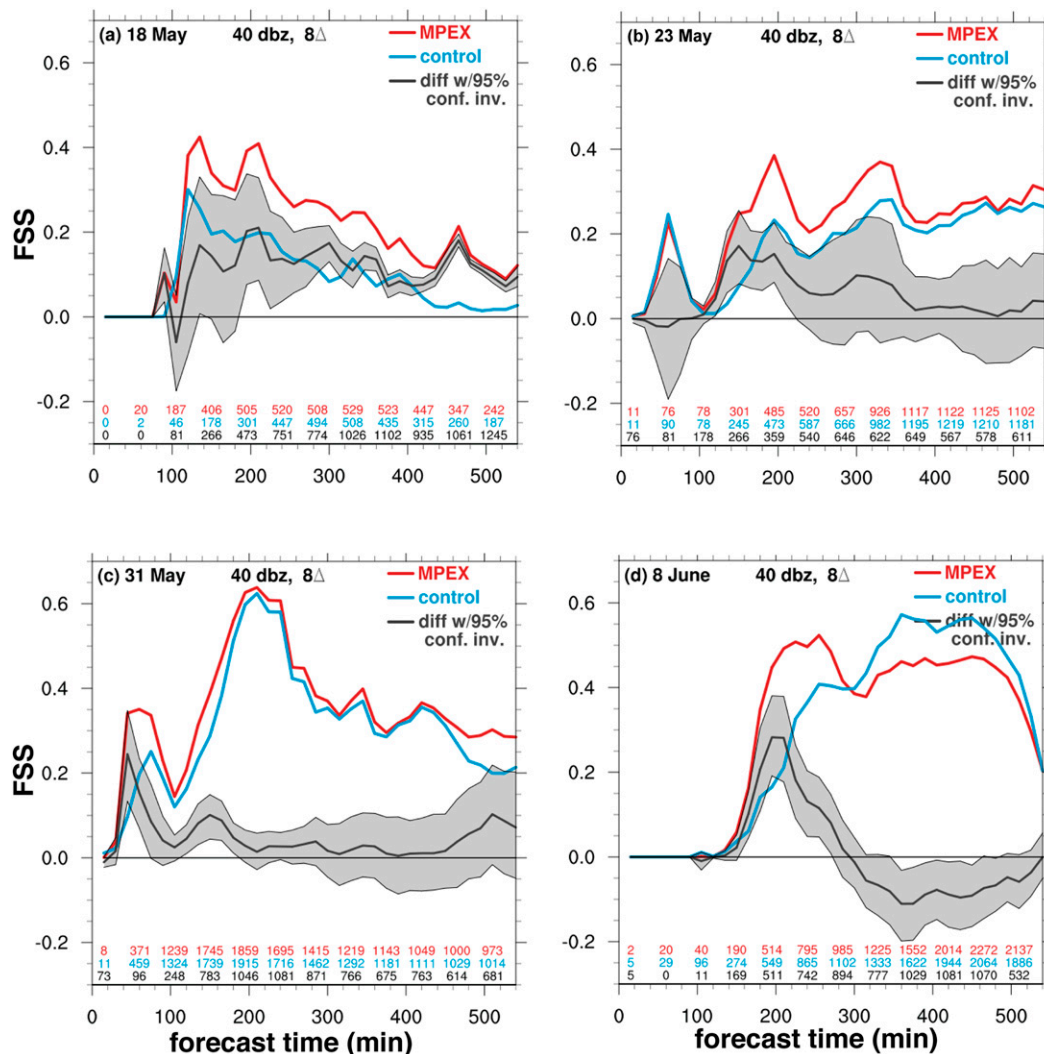 (a) 18 May 40 dbz, 8Δ
MPEX
control
diff w/95%
conf. inv.
FSS
0.6
0.4
0.2
0.0
-0.2
0 20 187 406 505 520 508 529 523 447 347 242
0 2 46 178 301 447 494 508 435 315 260 187
0 0 81 266 473 751 774 1026 1102 935 1061 1245
0 100 200 300 400 500
(b) 23 May 40 dbz, 8Δ
MPEX
control
diff w/95%
conf. inv.
0.6
0.4
0.2
0.0
-0.2
11 76 78 301 485 520 657 926 1117 1122 1125 1102
11 90 78 245 473 587 666 982 1195 1219 1210 1181
76 81 178 266 359 540 646 622 649 567 578 611
0 100 200 300 400 500
(c) 31 May 40 dbz, 8Δ
MPEX
control
diff w/95%
conf. inv.
FSS
0.6
0.4
0.2
0.0
-0.2
8 371 1239 1745 1859 1695 1415 1219 1143 1049 1000 973
11 459 1324 1739 1915 1716 1462 1292 1181 1111 1029 1014
73 96 248 783 1046 1081 871 766 675 763 614 681
0 100 200 300 400 500
forecast time (min)
(d) 8 June 40 dbz, 8Δ
MPEX
control
diff w/95%
conf. inv.
0.6
0.4
0.2
0.0
-0.2
2 20 40 190 514 795 985 1225 1552 2014 2272 2137
5 29 96 274 549 865 1102 1333 1622 1944 2064 1886
5 0 11 169 511 742 894 777 1029 1081 1070 532
0 100 200 300 400 500
forecast time (min)